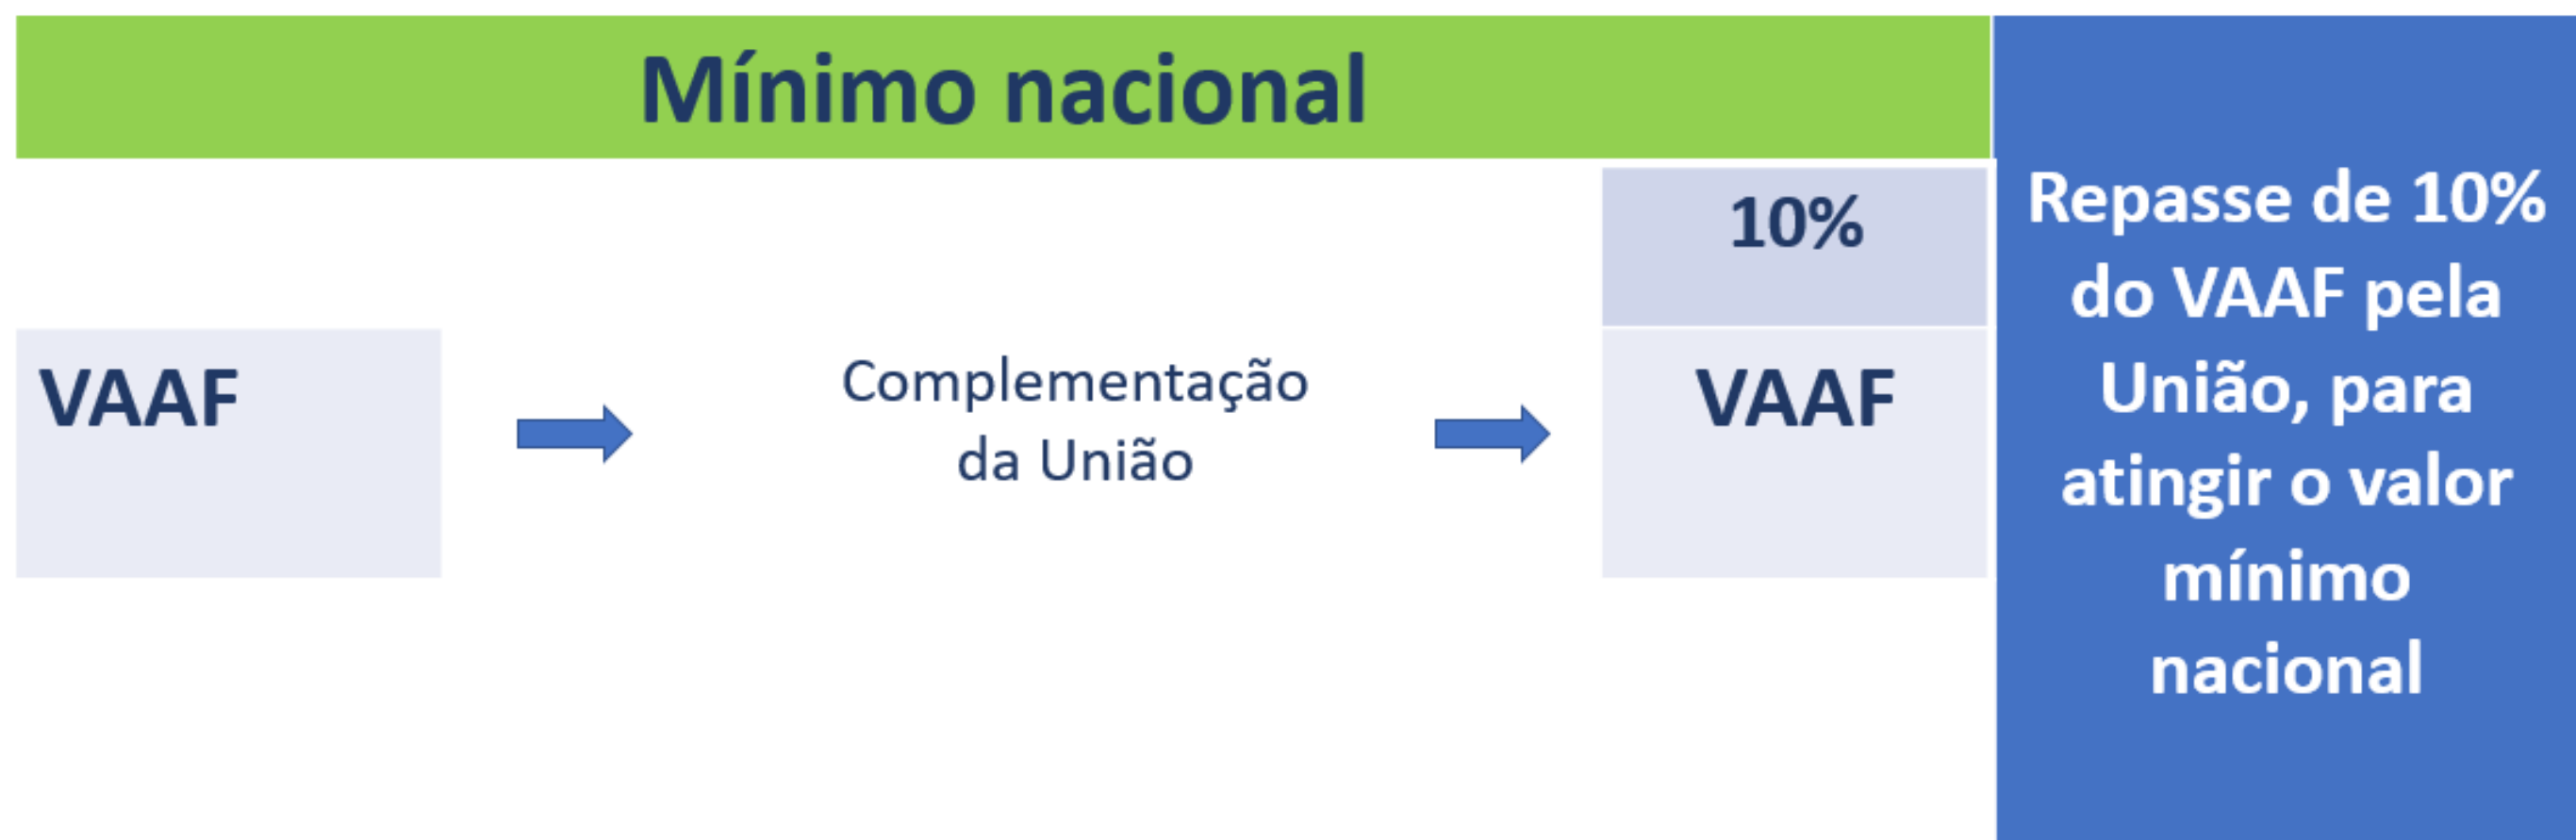 Mínimo nacional
VAAF
Complementação
da União
10%
VAAF
Repasse de 10%
do VAAF pela
União, para
atingir o valor
mínimo
nacional